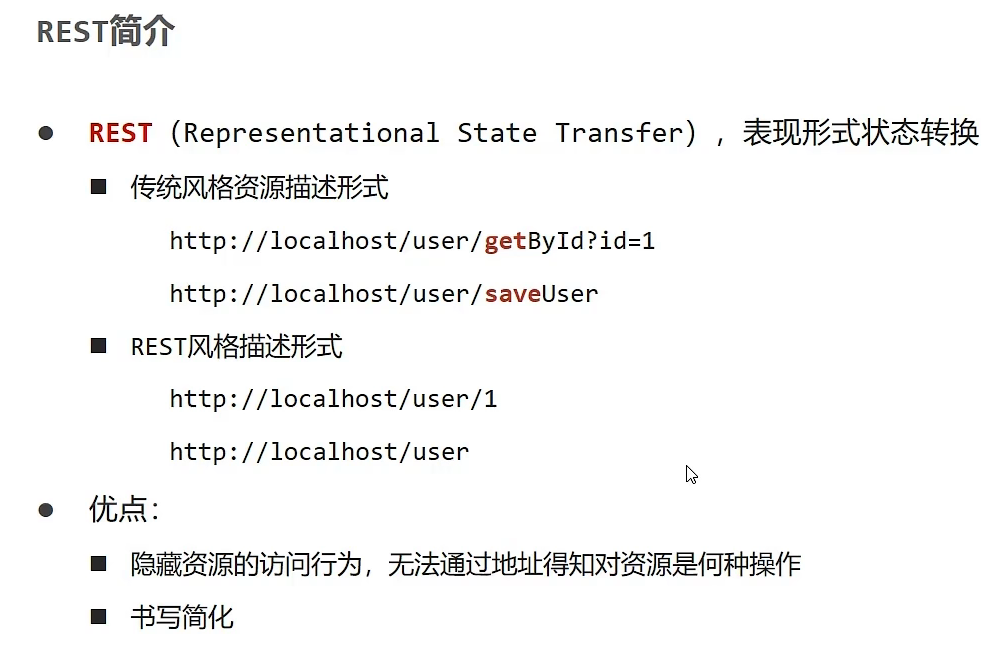 REST简介
REST（Representational State Transfer），表现形式状态转换
传统风格资源描述形式
http://localhost/user/getById?id=1
http://localhost/user/saveUser
REST风格描述形式
http://localhost/user/1
http://localhost/user
优点：
隐藏资源的访问行为，无法通过地址得知对资源是何种操作
书写简化